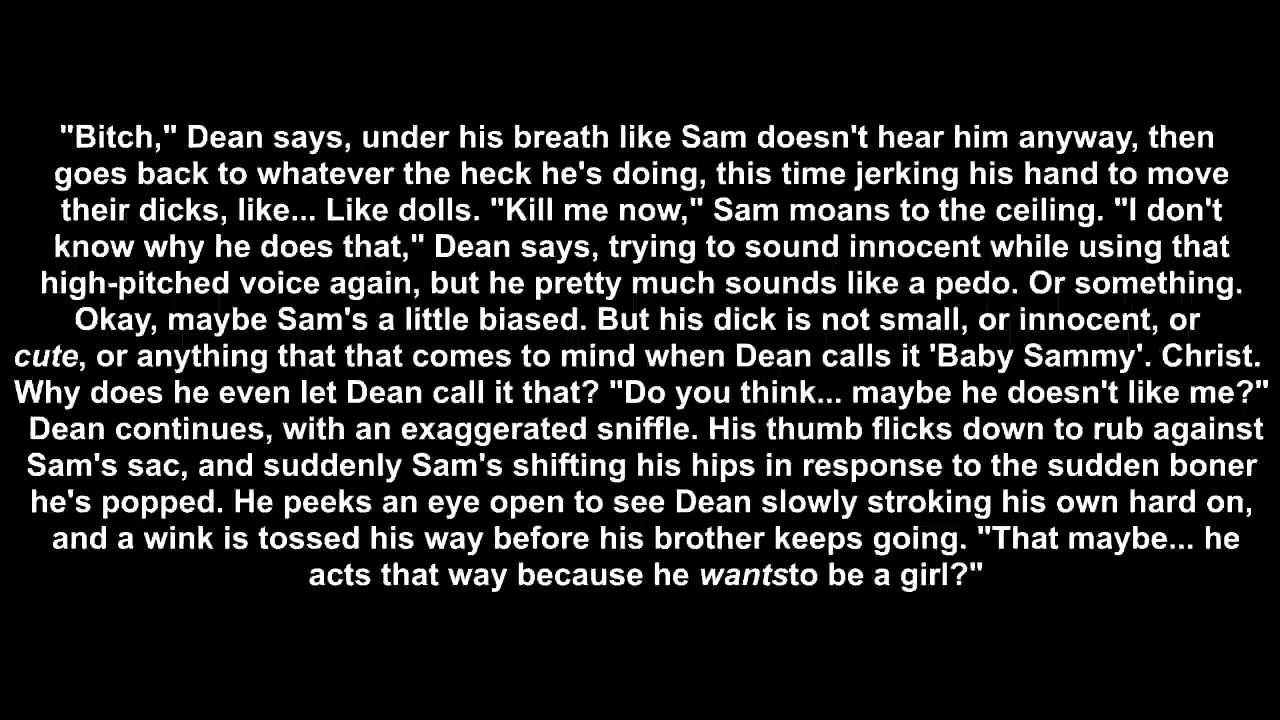 "Bitch," Dean says, under his breath like Sam doesn't hear him anyway, then
goes back to whatever the heck he's doing, this time jerking his hand to move
their dicks, like... Like dolls. "Kill me now," Sam moans to the ceiling. "I don't
know why he does that," Dean says, trying to sound innocent while using that
high-pitched voice again, but he pretty much sounds like a pedo. Or something.
Okay, maybe Sam's a little biased. But his dick is not small, or innocent, or
cute, or anything that that comes to mind when Dean calls it 'Baby Sammy'. Christ.
Why does he even let Dean call it that? "Do you think... maybe he doesn't like me?"
Dean continues, with an exaggerated sniffle. His thumb flicks down to rub against
Sam's sac, and suddenly Sam's shifting his hips in response to the sudden boner
he's popped. He peeks an eye open to see Dean slowly stroking his own hard on,
and a wink is tossed his way before his brother keeps going. "That maybe... he
acts that way because he wantsto be a girl?"